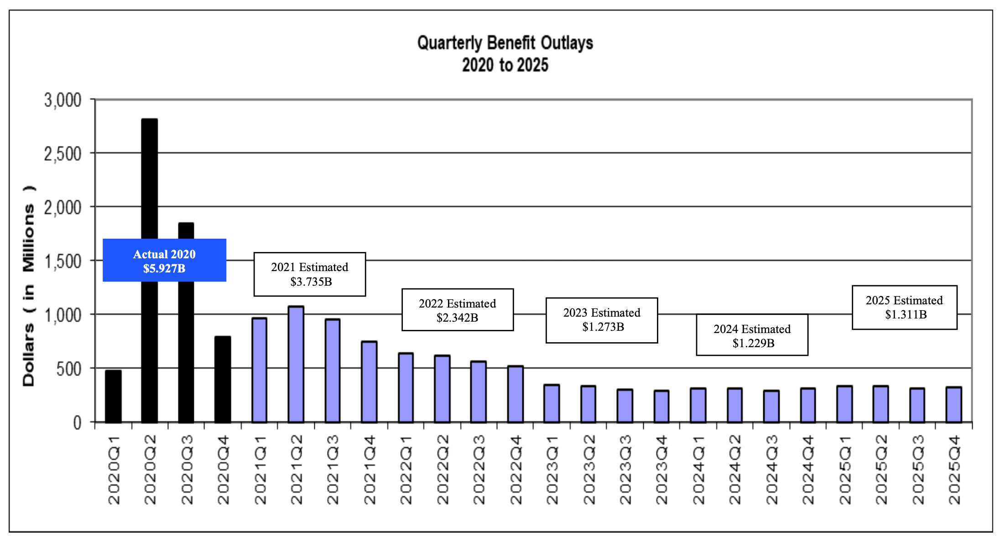 Quarterly Benefit Outlays
2020 to 2025
Dollars ( in Millions )
3,000
2,500
2,000
1,500
1,000
500
0
Actual 2020
$5.927B
2021 Estimated
$3.735B
2022 Estimated
$2.342B
2023 Estimated
$1.273B
2024 Estimated
$1.229B
2025 Estimated
$1.311B
2020Q1
2020Q2
2020Q3
2020Q4
2021Q1
2021Q2
2021Q3
2021Q4
2022Q1
2022Q2
2022Q3
2022Q4
2023Q1
2023Q2
2023Q3
2023Q4
2024Q1
2024Q2
2024Q3
2024Q4
2025Q1
2025Q2
2025Q3
2025Q4